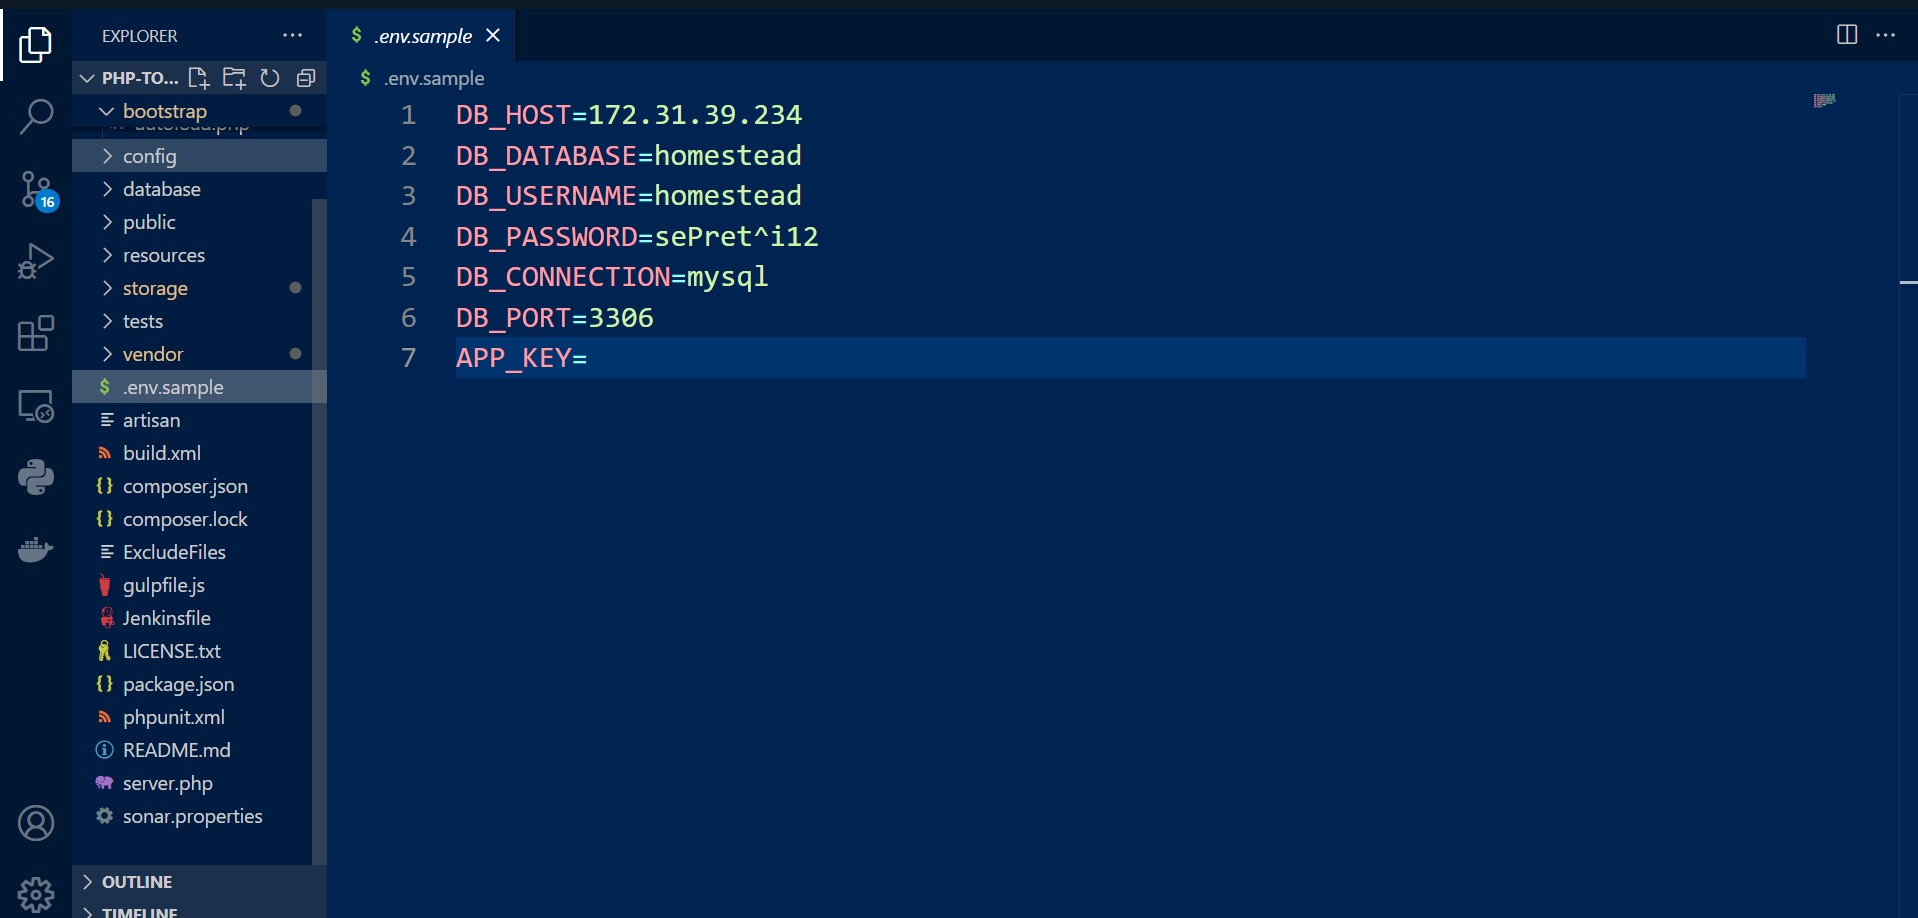 EXPLORER
PHP-TO...
bootstrap
autoload.php
config
database
public
resources
storage
tests
vendor
$ .env.sample
artisan
build.xml
{} composer.json
{} composer.lock
ExcludeFiles
gulpfile.js
Jenkinsfile
LICENSE.txt
{} package.json
phpunit.xml
README.md
server.php
sonar.properties
OUTLINE
TIMELINE
16
$ .env.sample
$ .env.sample
1 DB_HOST=172.31.39.234
2 DB_DATABASE=homestead
3 DB_USERNAME=homestead
4 DB_PASSWORD=sePret^i12
5 DB_CONNECTION=mysql
6 DB_PORT=3306
7 APP_KEY=